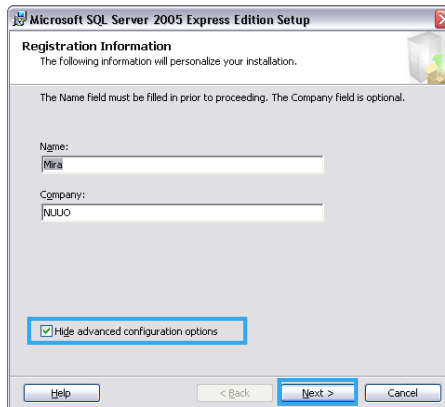 Microsoft SQL Server 2005 Express Edition Setup
Registration Information
The following information will personalize your installation.
The Name field must be filled in prior to proceeding. The Company field is optional.
Name:
Mira
Company:
NUUO
Hide advanced configuration options
Help
< Back
Next >
Cancel